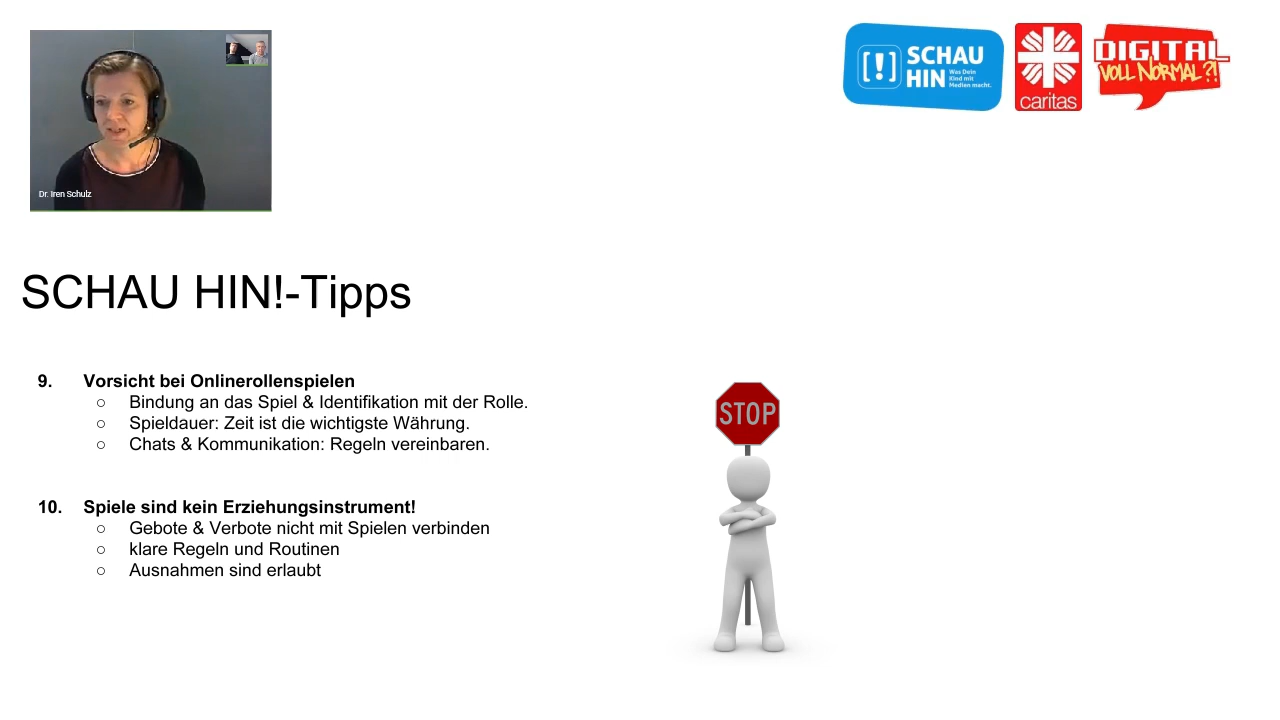 Dr. Iren Schulz
[!] SCHAU
HIN
Was Dein
Kind mit
Medien macht.
caritas
DIGITAL
VOLL NORMAL?!
SCHAU HIN!-Tipps
9. Vorsicht bei Onlinerollenspielen
○ Bindung an das Spiel & Identifikation mit der Rolle.
○ Spieldauer: Zeit ist die wichtigste Währung.
○ Chats & Kommunikation: Regeln vereinbaren.
STOP
10. Spiele sind kein Erziehungsinstrument!
○ Gebote & Verbote nicht mit Spielen verbinden
○ klare Regeln und Routinen
○ Ausnahmen sind erlaubt